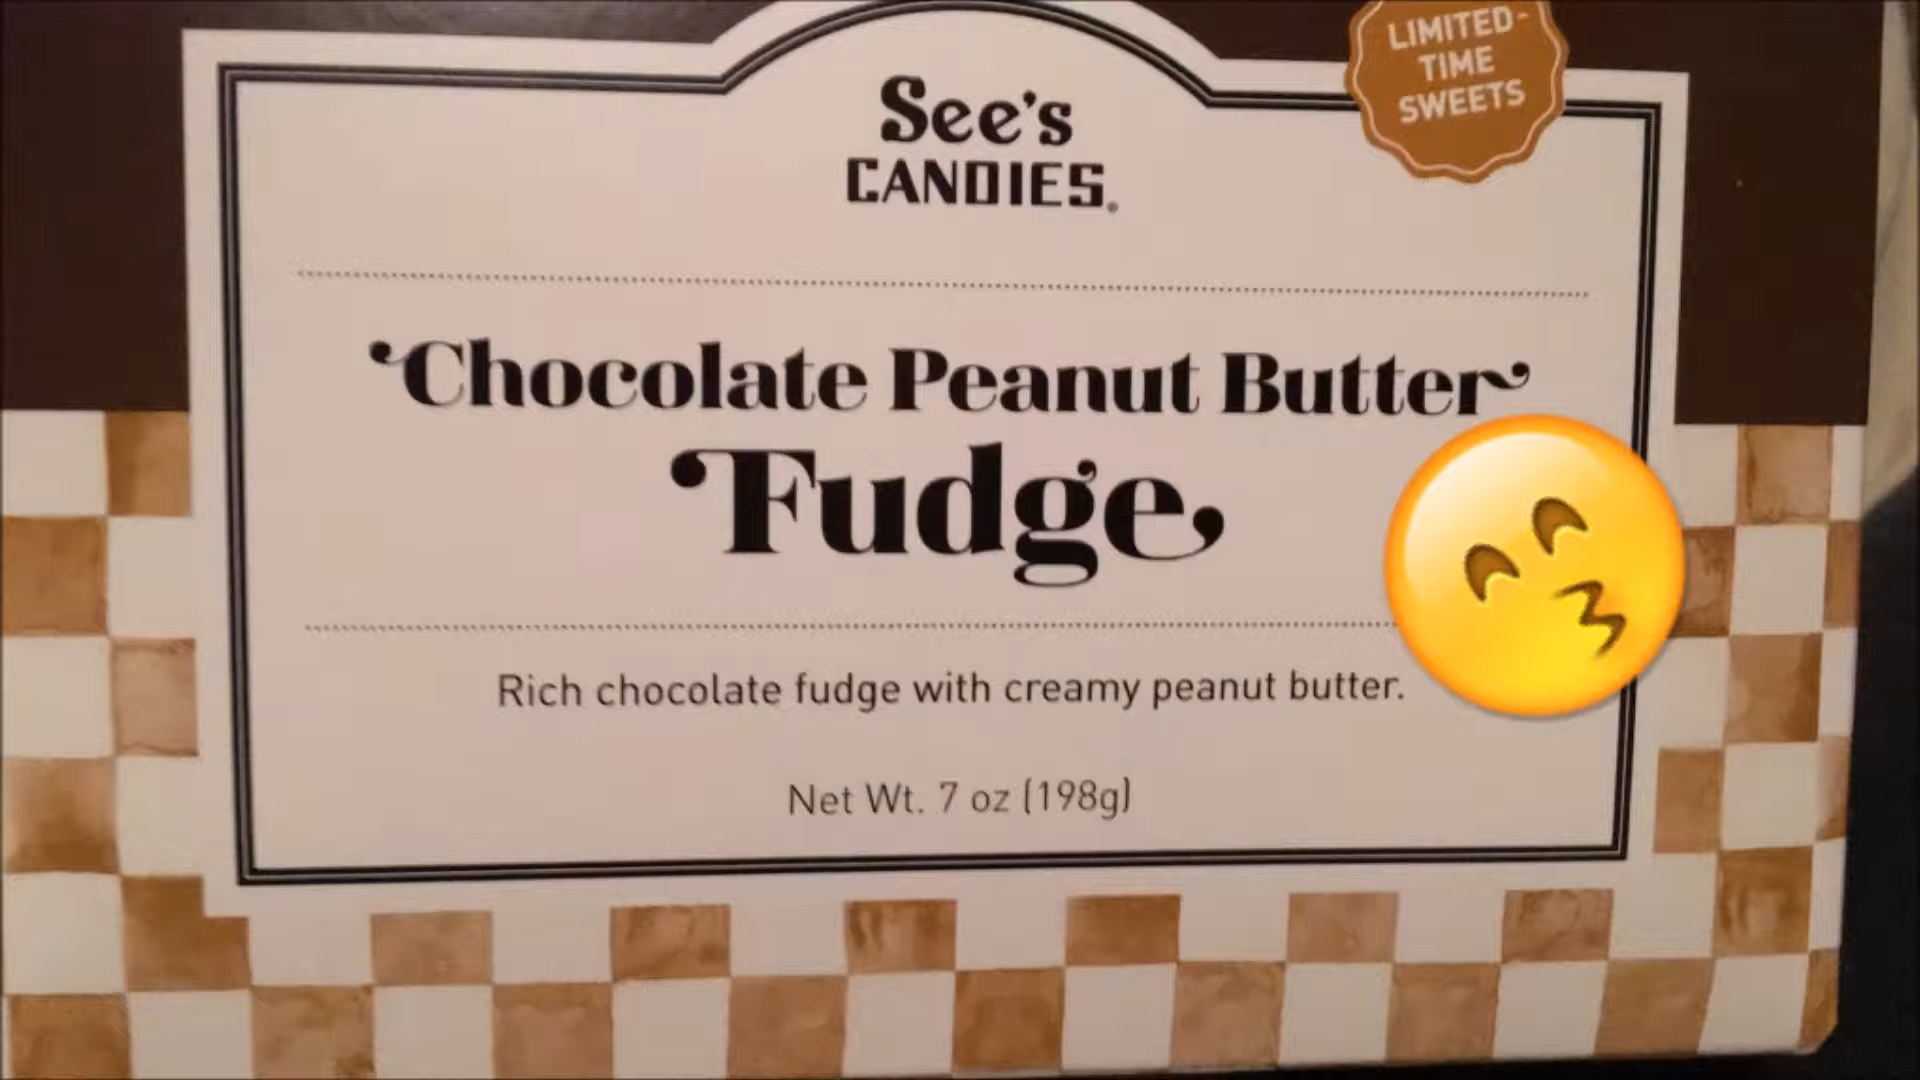 LIMITED-
TIME
SWEETS
See's
CANDIES®
Chocolate Peanut Butter
Fudge
Rich chocolate fudge with creamy peanut butter.
Net Wt. 7 oz (198g)